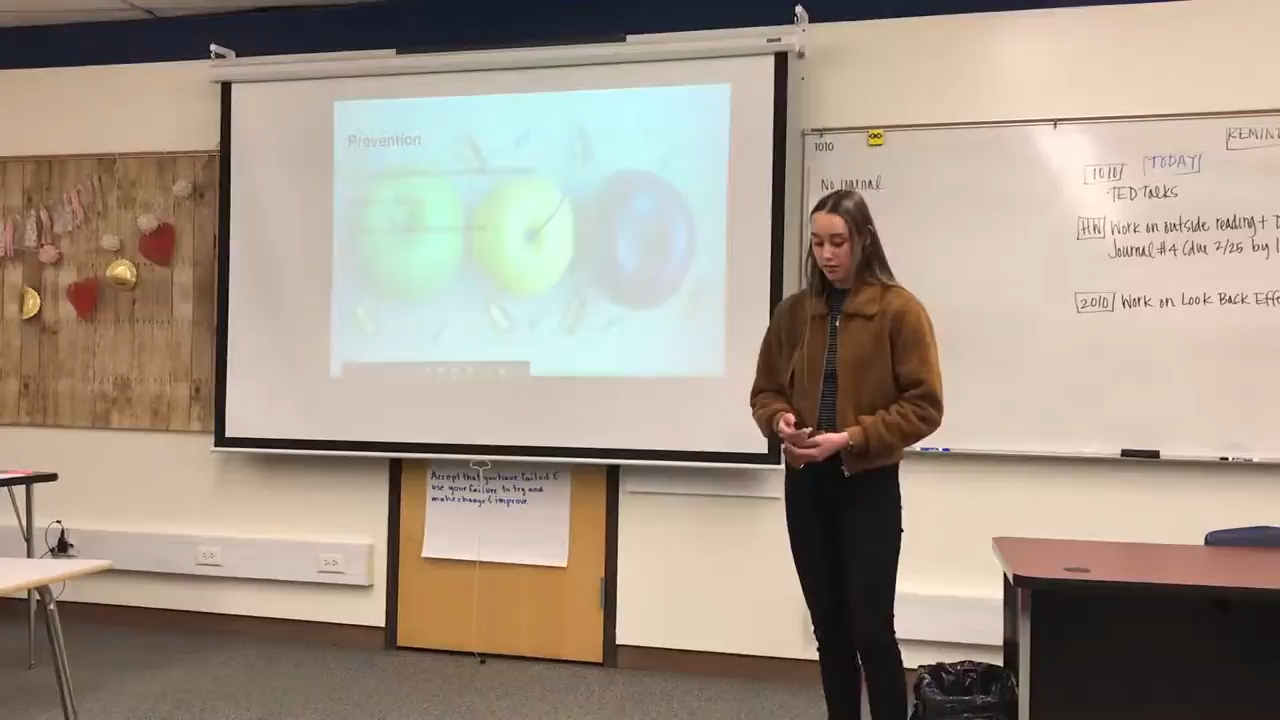 Prevention
Accept that you have failed &
use your failure to try and
make change & improve
1010
No Journal
REMIN
1010 TODAY
TED Talks
HW Work on outside reading +
Journal #4 (due 2/25 by
2010 Work on Look Back